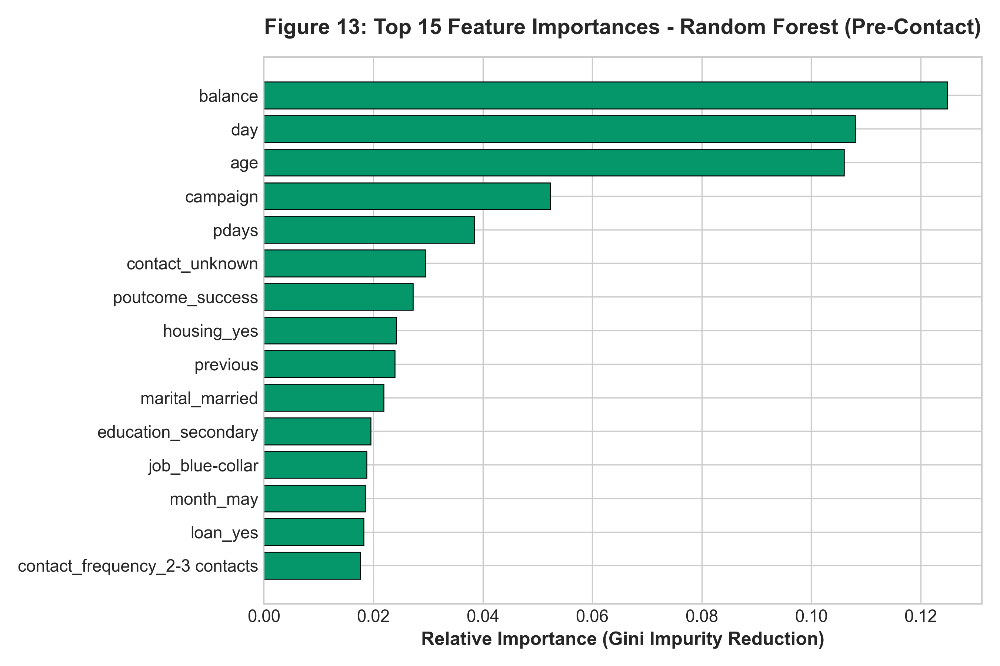 Figure 13: Top 15 Feature Importances - Random Forest (Pre-Contact)
balance
day
age
campaign
pdays
contact_unknown
poutcome_success
housing_yes
previous
marital_married
education_secondary
job_blue-collar
month_may
loan_yes
contact_frequency_2-3 contacts
0.00 0.02 0.04 0.06 0.08 0.10 0.12
Relative Importance (Gini Impurity Reduction)